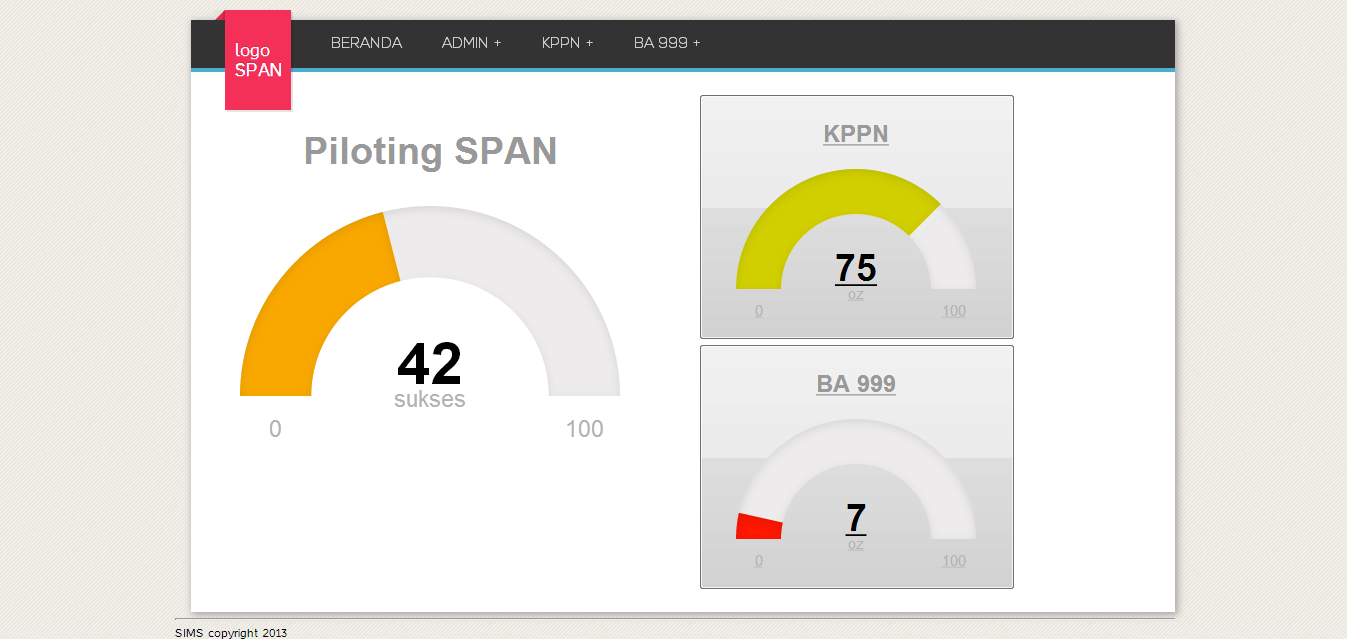 logo
SPAN
BERANDA ADMIN + KPPN + BA 999 +
Piloting SPAN
42
sukses
0 100
KPPN
75
oz
0 100
BA 999
7
oz
0 100
SIMS copyright 2013